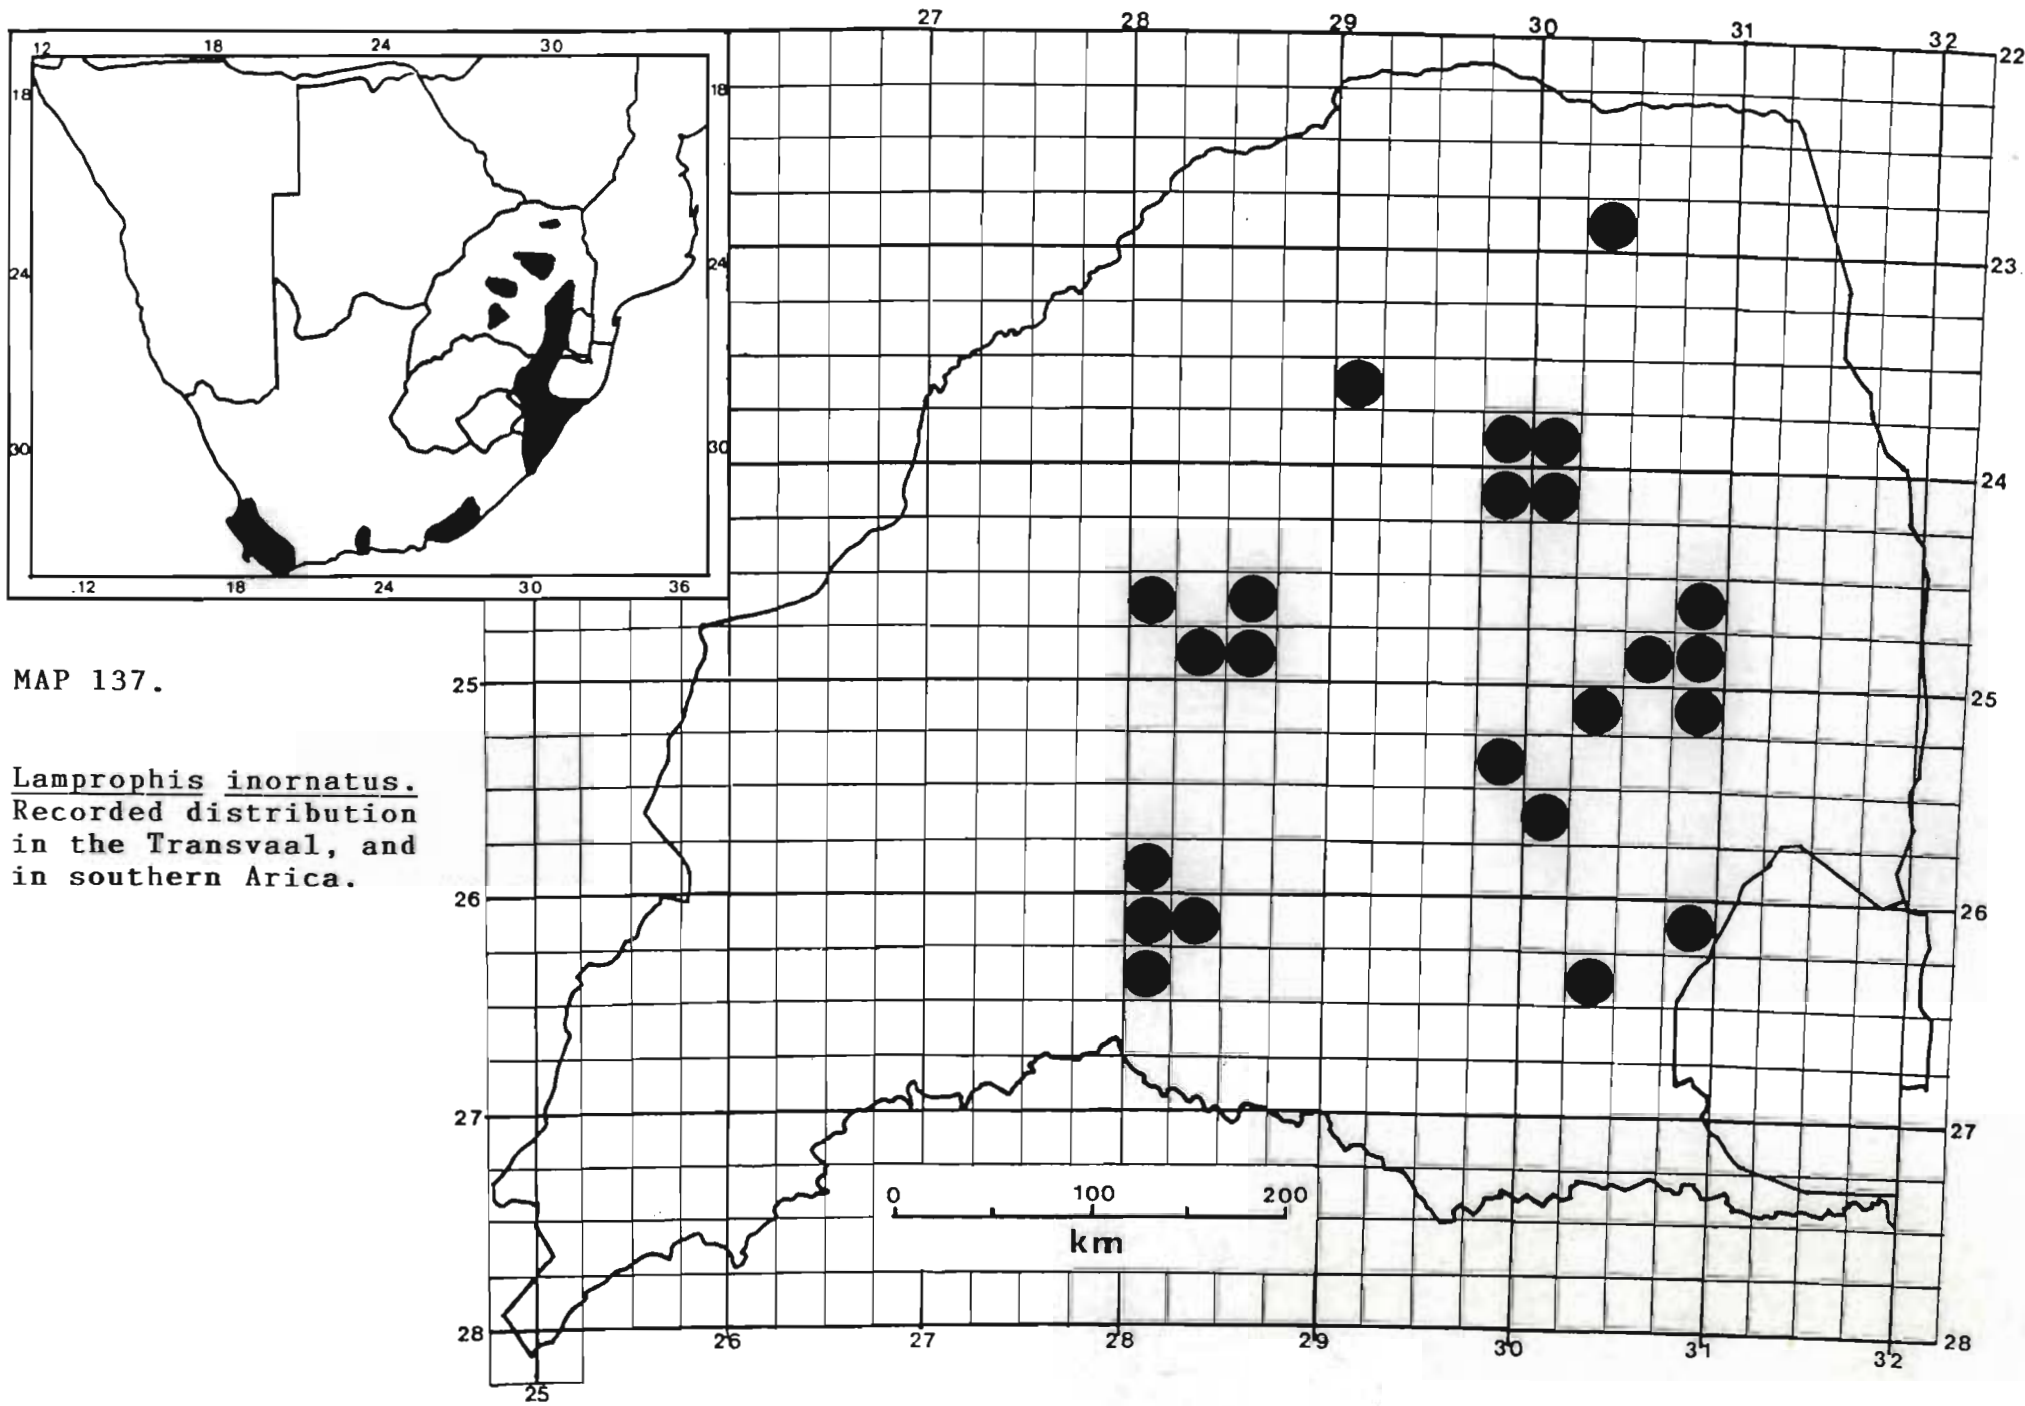 27 28 29 30 31 32
22
12 18 24 30
18 18
24 24
23
30 30
24
.12 18 24 30 36
MAP 137.
25 25
Lamprophis inornatus.
Recorded distribution
in the Transvaal, and
in southern Arica.
26 26
27 27
0 100 200
km
28 28
26 27 28 29 30 31 32
25